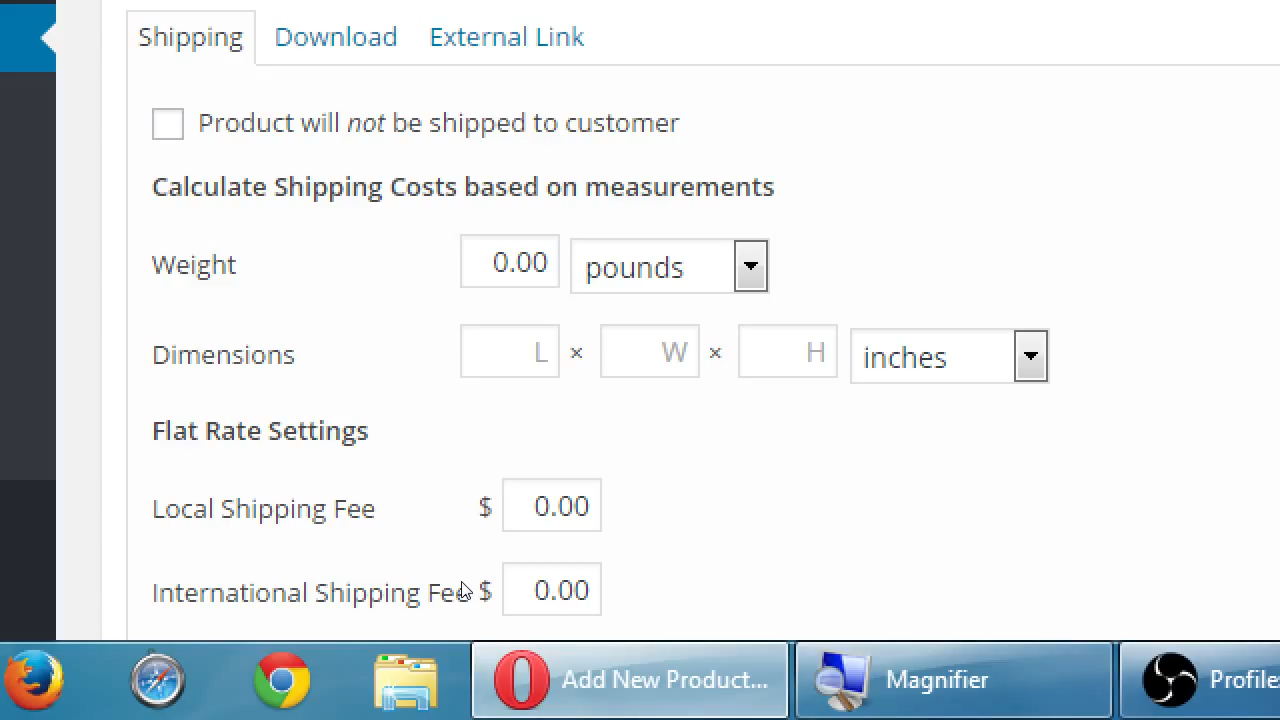 Shipping Download External Link
Product will not be shipped to customer
Calculate Shipping Costs based on measurements
Weight 0.00 pounds
Dimensions L × W × H inches
Flat Rate Settings
Local Shipping Fee $ 0.00
International Shipping Fee $ 0.00
Add New Product... Magnifier Profile